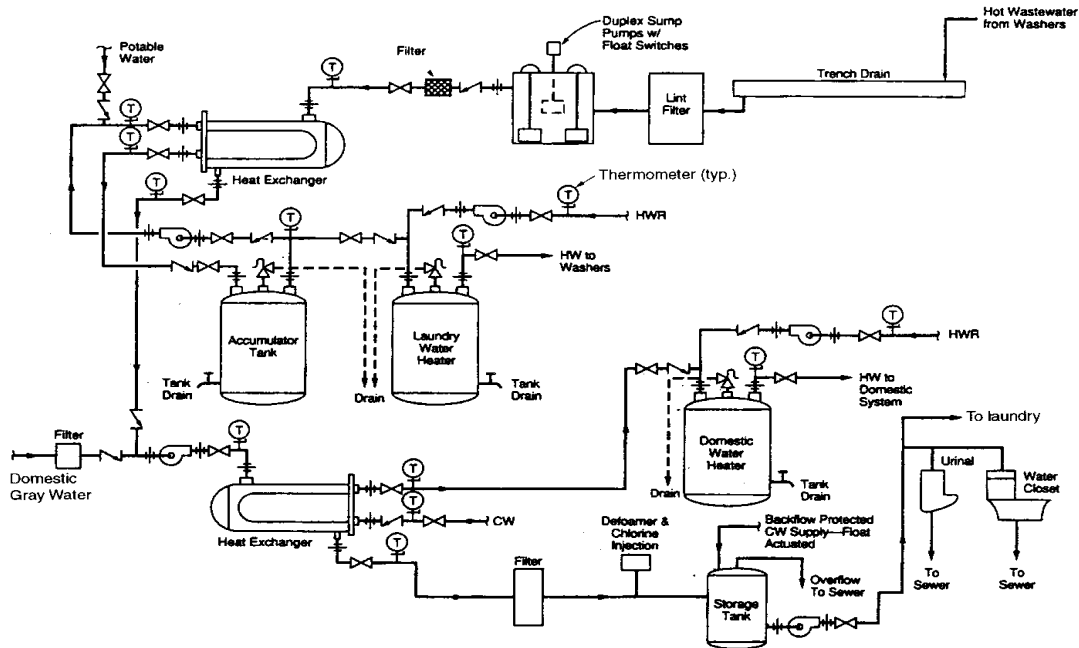 Hot Wastewater
from Washers
Duplex Sump
Pumps w/
Float Switches
Potable
Water
Filter
T
Trench Drain
Lint
Filter
T
T
Heat Exchanger
T
Thermometer (typ.)
T
HWR
T
T
HW to
Washers
Accumulator
Tank
Laundry
Water
Heater
T
HWR
T
Tank
Drain
Drain
Tank
Drain
HW to
Domestic
System
To laundry
Filter
T
Domestic
Gray Water
Domestic
Water
Heater
Urinal
Water
Closet
T
Drain
Tank
Drain
T
CW
Heat Exchanger
T
Defoamer &
Chlorine
Injection
Backflow Protected
CW Supply—Float
Actuated
Filter
Overflow
To Sewer
To
Sewer
To
Sewer
Storage
Tank